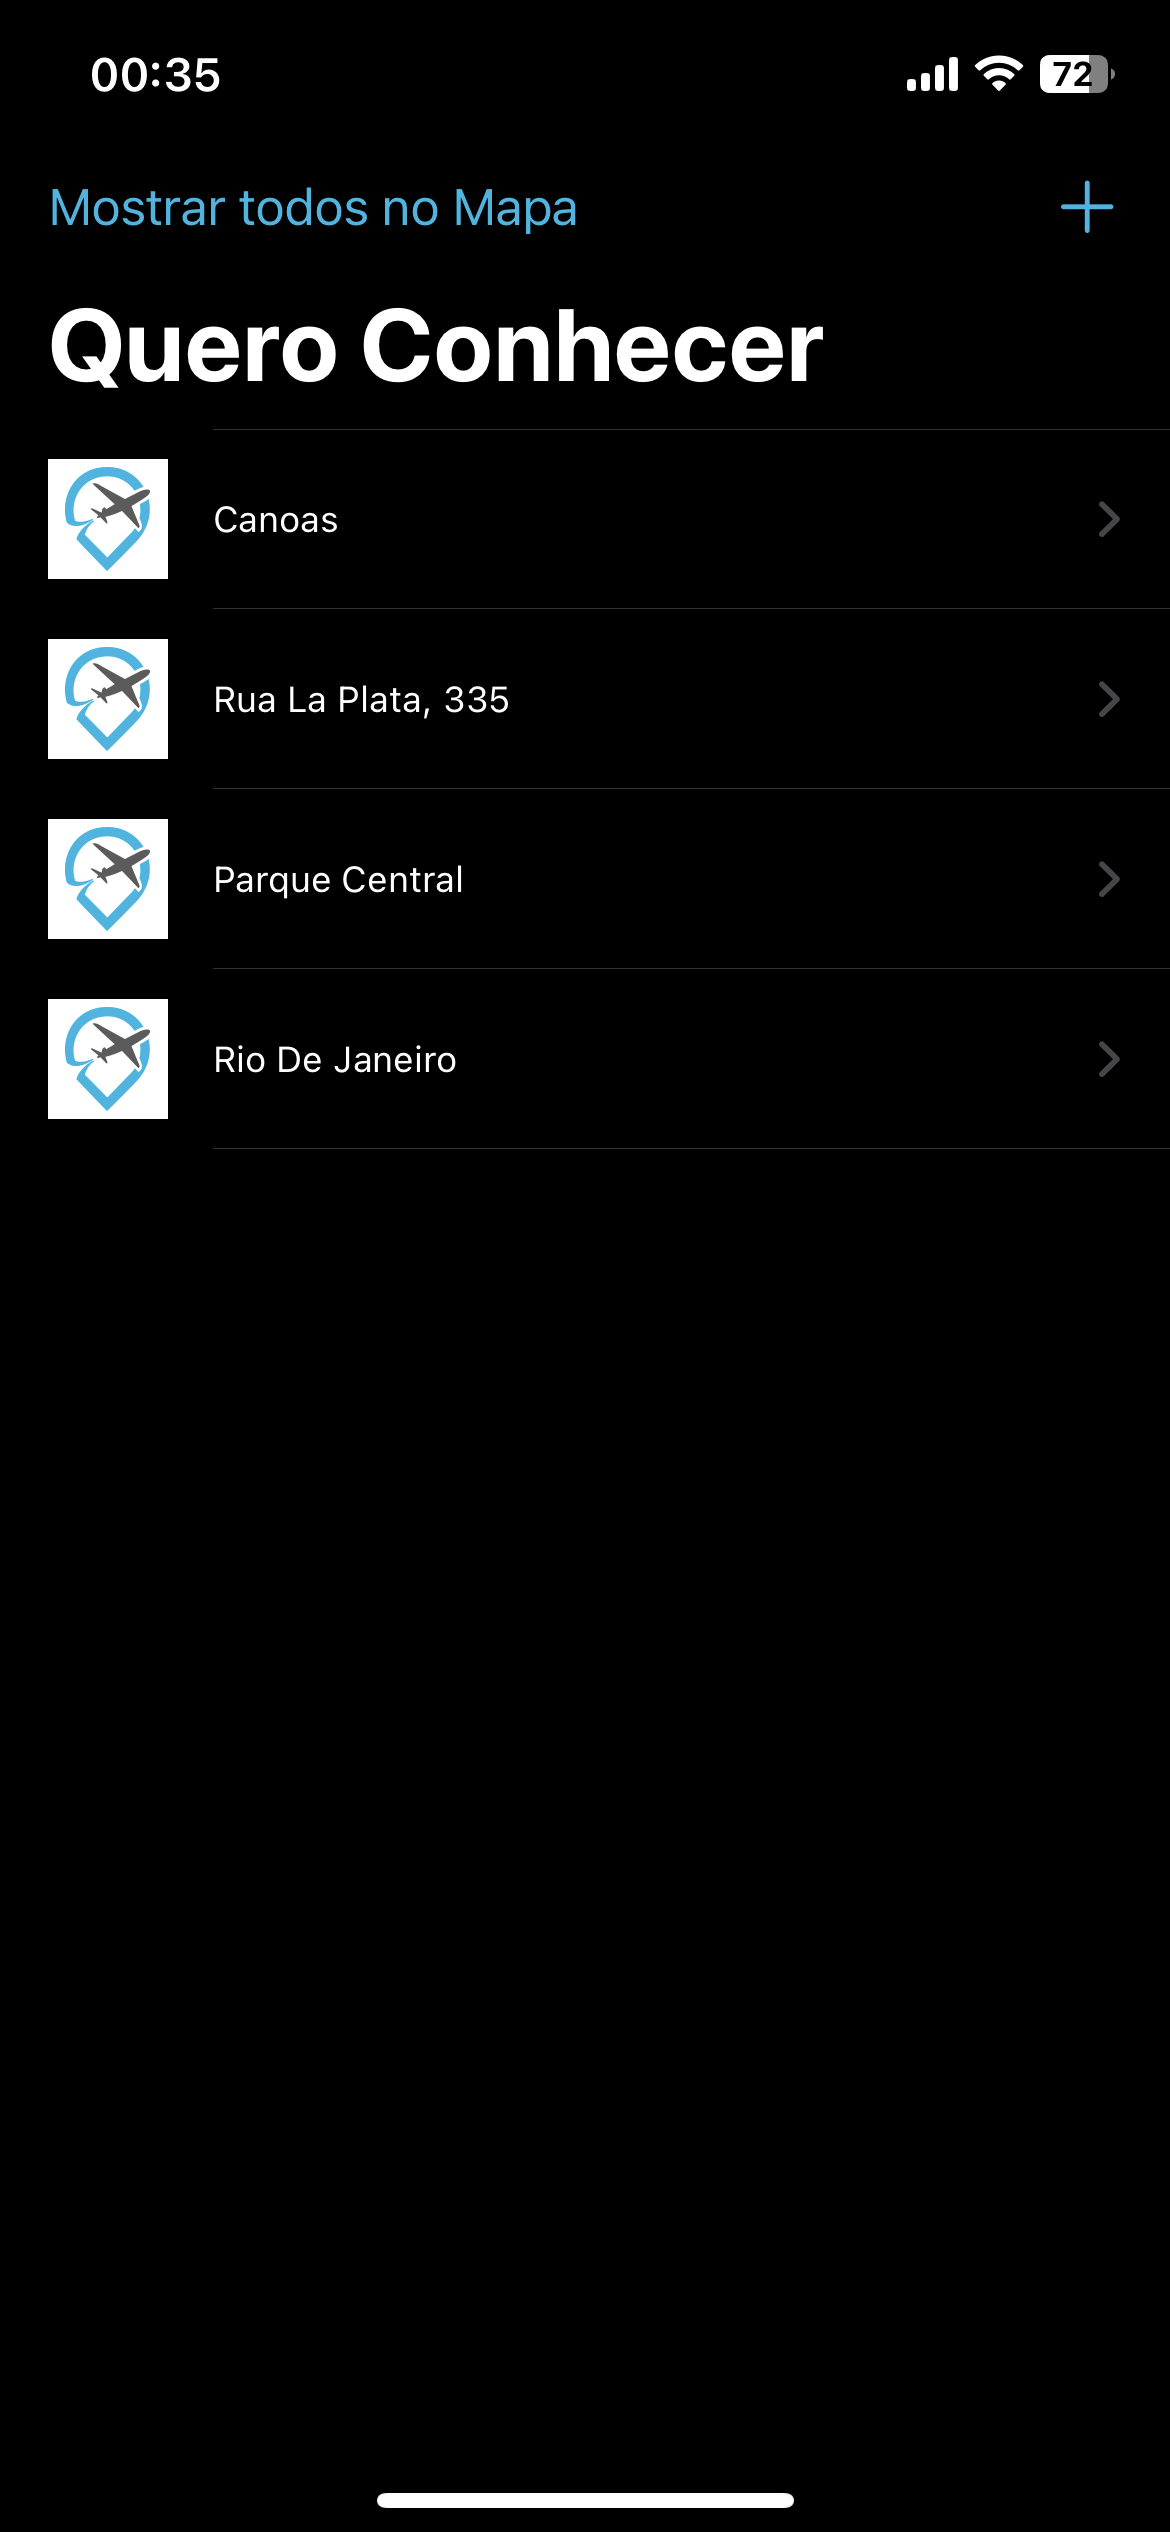 00:35
72
Mostrar todos no Mapa
Quero Conhecer
Canoas
Rua La Plata, 335
Parque Central
Rio De Janeiro